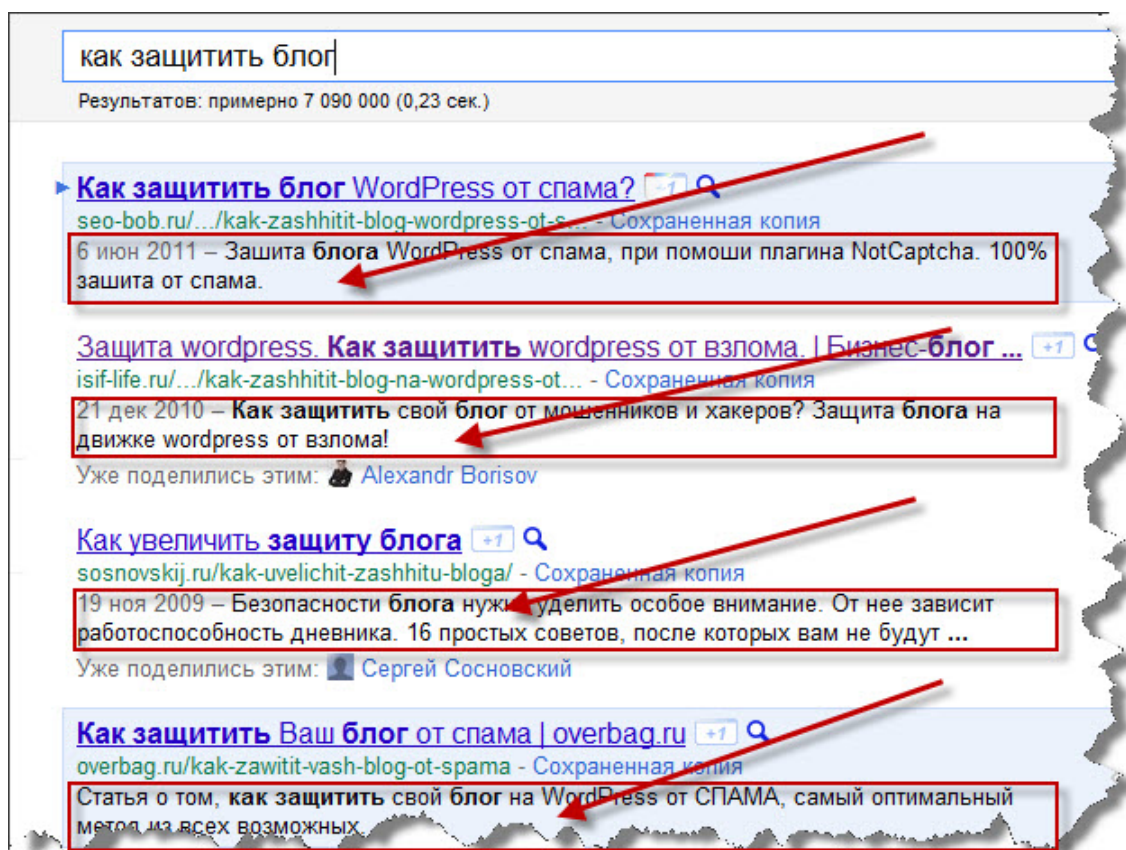 как защитить блог
Результатов: примерно 7 090 000 (0,23 сек.)
Как защитить блог WordPress от спама? +1
seo-bob.ru/.../kak-zashhitit-blog-wordpress-ot-s... - Сохраненная копия
6 июн 2011 – Зашита блога WordPress от спама, при помоши плагина NotCaptcha. 100%
зашита от спама.
Защита wordpress. Как защитить wordpress от взлома. | Бизнес-блог ... +1
isif-life.ru/.../kak-zashhitit-blog-na-wordpress-ot... - Сохраненная копия
21 дек 2010 – Как защитить свой блог от мошенников и хакеров? Защита блога на
движке wordpress от взлома!
Уже поделились этим: Alexandr Borisov
Как увеличить защиту блога +1
sosnovskij.ru/kak-uvelichit-zashhitu-bloga/ - Сохраненная копия
19 ноя 2009 – Безопасности блога нужно уделить особое внимание. От нее зависит
работоспособность дневника. 16 простых советов, после которых вам не будут ...
Уже поделились этим: Сергей Сосновский
Как защитить Ваш блог от спама | overbag.ru +1
overbag.ru/kak-zawitit-vash-blog-ot-spama - Сохраненная копия
Статья о том, как защитить свой блог на WordPress от СПАМА, самый оптимальный
метод из всех возможных.